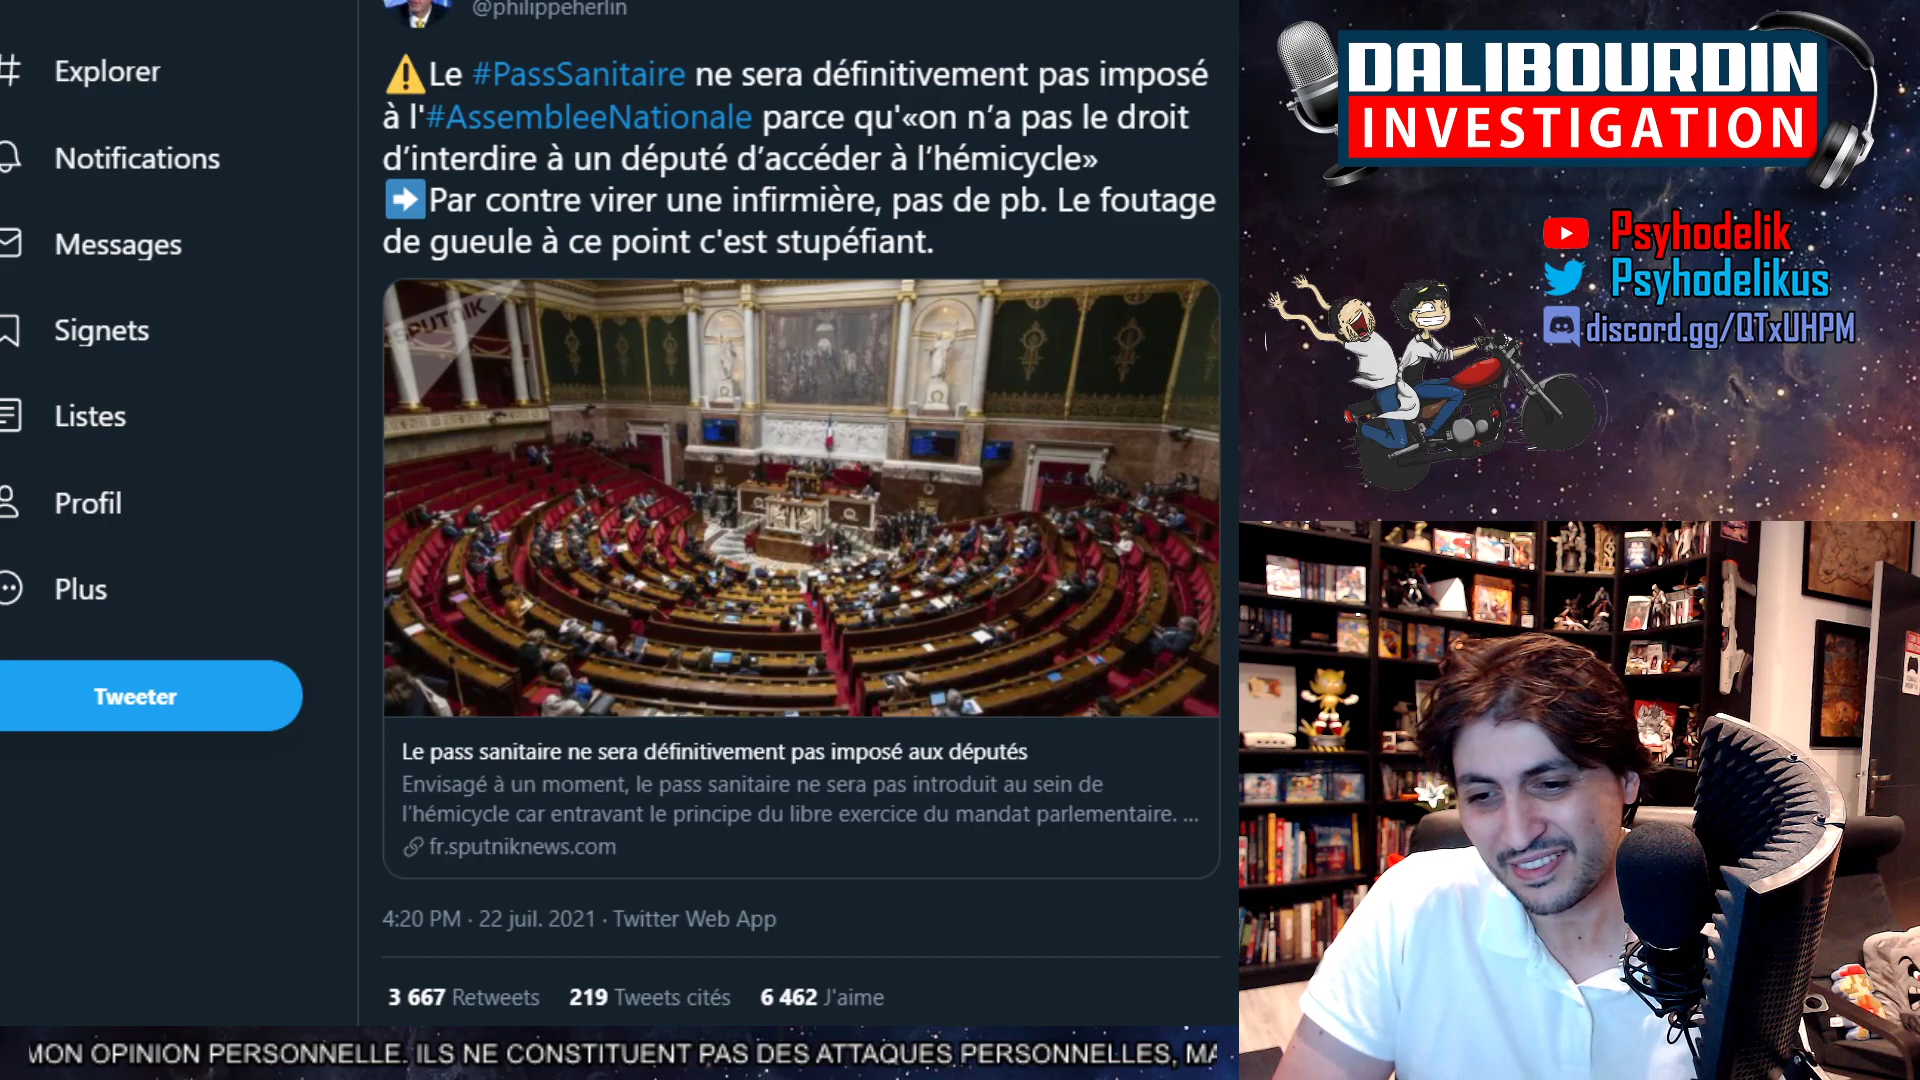 @philippeherlin
Explorer
Notifications
Messages
Signets
Listes
Profil
Plus
Tweeter
⚠️Le #PassSanitaire ne sera définitivement pas imposé
à l'#AssembleeNationale parce qu'«on n’a pas le droit
d’interdire à un député d’accéder à l’hémicycle»
➡️Par contre virer une infirmière, pas de pb. Le foutage
de gueule à ce point c'est stupéfiant.
SPUTNIK
Le pass sanitaire ne sera définitivement pas imposé aux députés
Envisagé à un moment, le pass sanitaire ne sera pas introduit au sein de
l’hémicycle car entravant le principe du libre exercice du mandat parlementaire. ...
fr.sputniknews.com
4:20 PM · 22 juil. 2021 · Twitter Web App
3 667 Retweets 219 Tweets cités 6 462 J'aime
MON OPINION PERSONNELLE. ILS NE CONSTITUENT PAS DES ATTAQUES PERSONNELLES, MA
DALIBOURDIN
INVESTIGATION
Psyhodelik
Psyhodelikus
discord.gg/QTxUHPM